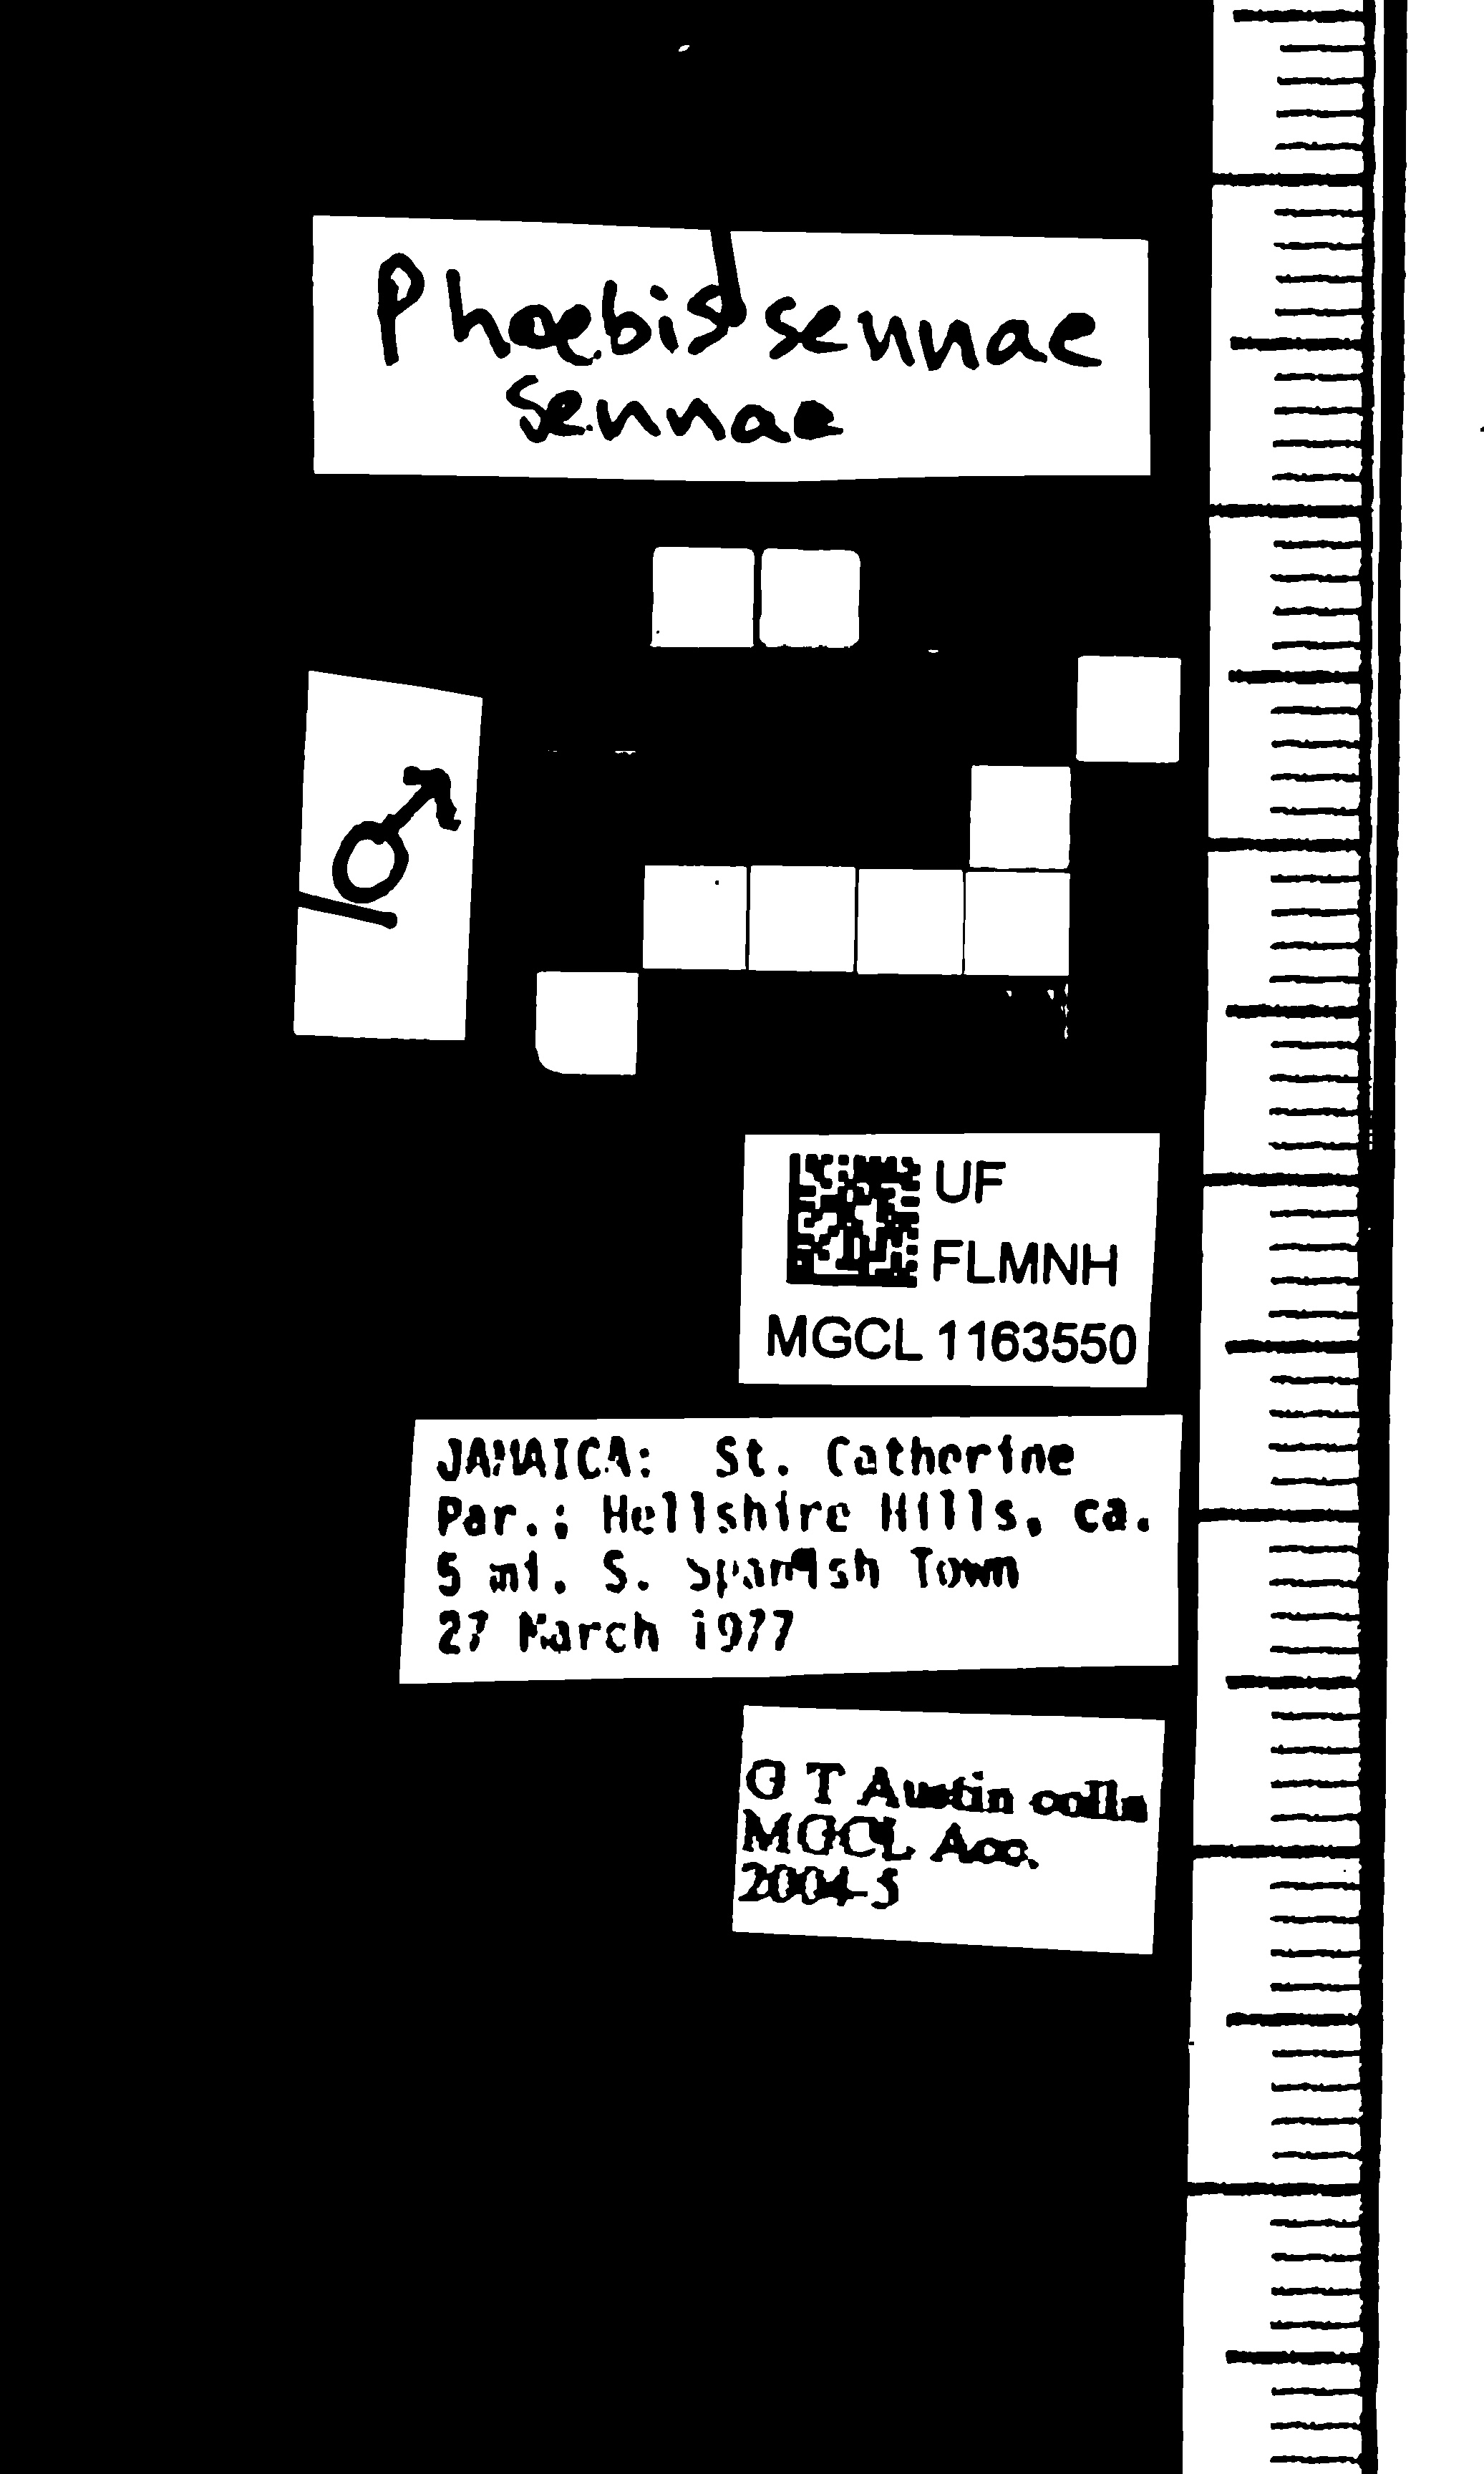 Phoebis sennae
sennae
♂
UF
FLMNH
MGCL 1163550
JAMAICA: St. Catherine
Par.: Hellshire Hills, ca.
5 mi. S. Spanish Town
27 March 1977
G T Austin colln
MGCL Acc.
2004-5